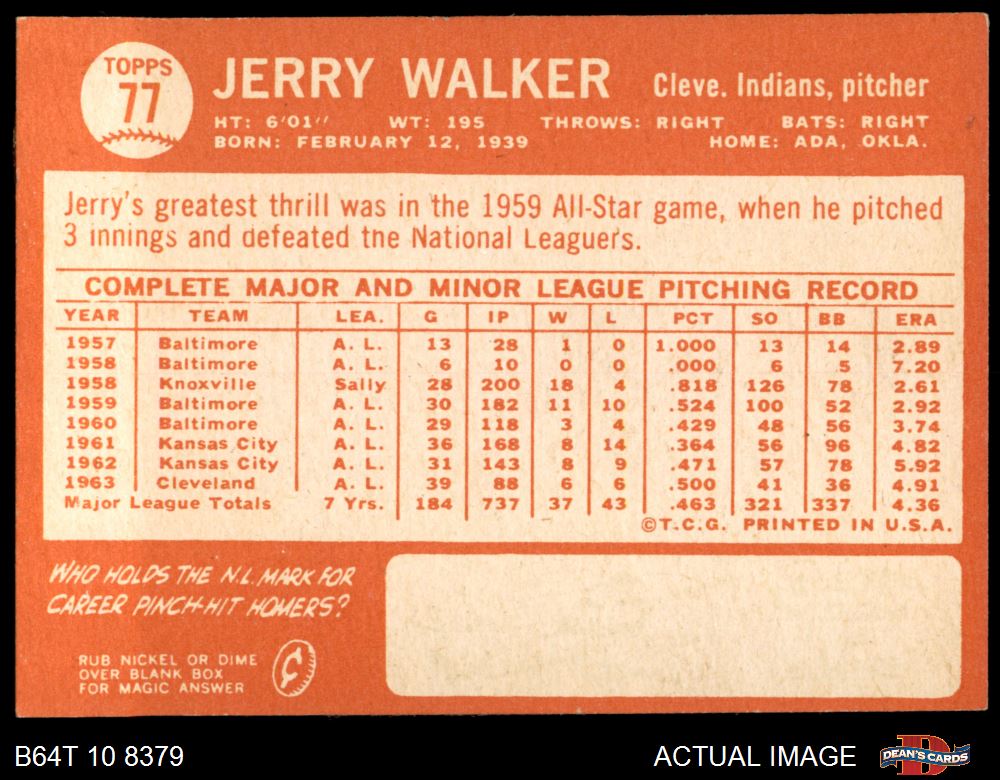 TOPPS
77
JERRY WALKER Cleve. Indians, pitcher
HT: 6'01" WT: 195 THROWS: RIGHT BATS: RIGHT
BORN: FEBRUARY 12, 1939 HOME: ADA, OKLA.
Jerry's greatest thrill was in the 1959 All-Star game, when he pitched
3 innings and defeated the National Leaguers.
COMPLETE MAJOR AND MINOR LEAGUE PITCHING RECORD
YEAR TEAM LEA. G IP W L PCT SO BB ERA
1957 Baltimore A. L. 13 28 1 0 1.000 13 14 2.89
1958 Baltimore A. L. 6 10 0 0 .000 6 5 7.20
1958 Knoxville Sally 28 200 18 4 .818 126 78 2.61
1959 Baltimore A. L. 30 182 11 10 .524 100 52 2.92
1960 Baltimore A. L. 29 118 3 4 .429 48 56 3.74
1961 Kansas City A. L. 36 168 8 14 .364 56 96 4.82
1962 Kansas City A. L. 31 143 8 9 .471 57 78 5.92
1963 Cleveland A. L. 39 88 6 6 .500 41 36 4.91
Major League Totals 7 Yrs. 184 737 37 43 .463 321 337 4.36
©T.C.G. PRINTED IN U.S.A.
WHO HOLDS THE N.L. MARK FOR
CAREER PINCH-HIT HOMERS?
RUB NICKEL OR DIME
OVER BLANK BOX
FOR MAGIC ANSWER
¢
B64T 10 8379 ACTUAL IMAGE DEAN'S CARDS